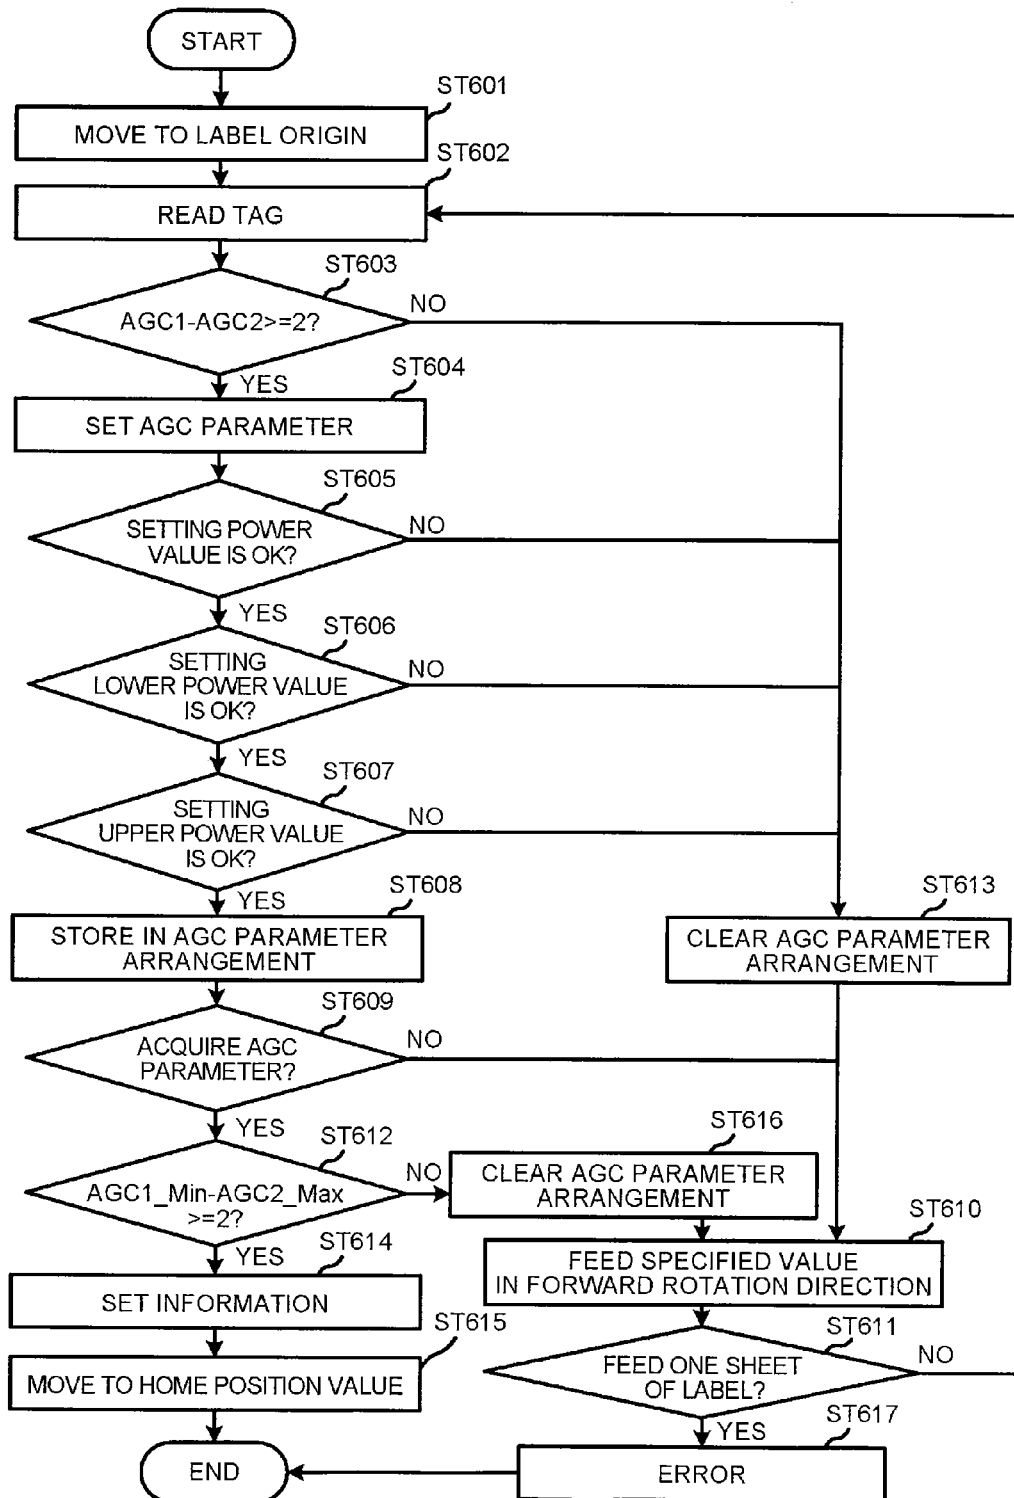 START
ST601
MOVE TO LABEL ORIGIN
ST602
READ TAG
ST603
AGC1-AGC2>=2?
NO
YES
ST604
SET AGC PARAMETER
ST605
SETTING POWER
VALUE IS OK?
NO
YES
ST606
SETTING
LOWER POWER VALUE
IS OK?
NO
YES
ST607
SETTING
UPPER POWER VALUE
IS OK?
NO
YES
ST608
STORE IN AGC PARAMETER
ARRANGEMENT
ST613
CLEAR AGC PARAMETER
ARRANGEMENT
ST609
ACQUIRE AGC
PARAMETER?
NO
YES
ST612
AGC1_Min-AGC2_Max
>=2?
NO
YES
ST616
CLEAR AGC PARAMETER
ARRANGEMENT
ST610
FEED SPECIFIED VALUE
IN FORWARD ROTATION DIRECTION
ST614
SET INFORMATION
ST611
FEED ONE SHEET
OF LABEL?
NO
YES
ST615
MOVE TO HOME POSITION VALUE
ST617
ERROR
END